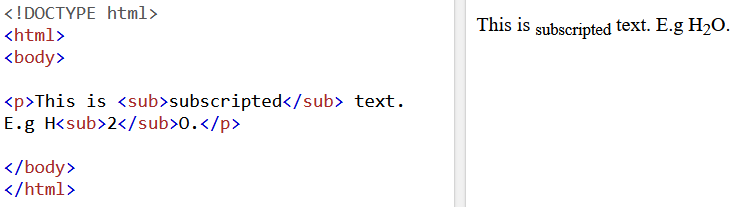 <!DOCTYPE html>
<html>
<body>
<p>This is <sub>subscripted</sub> text.
E.g H<sub>2</sub>O.</p>
</body>
</html>
This is subscripted text. E.g H₂O.